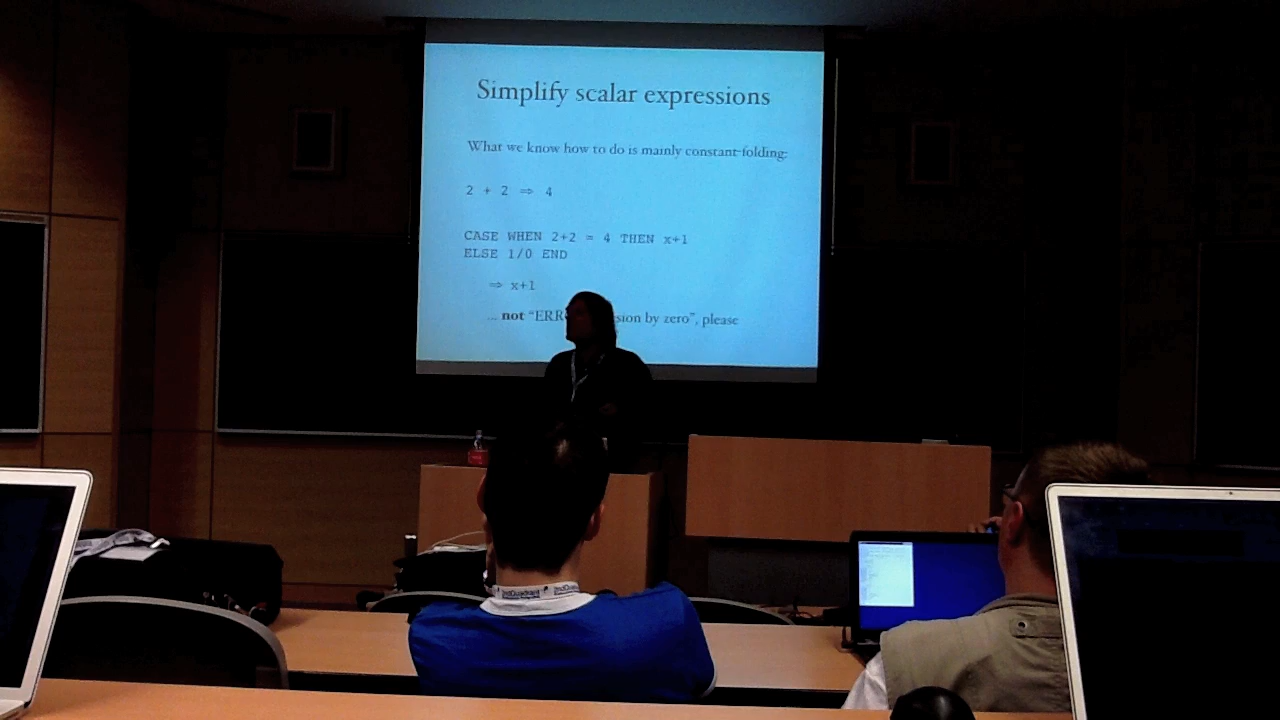 Simplify scalar expressions
What we know how to do is mainly constant-folding:
2 + 2 ⇒ 4
CASE WHEN 2+2 = 4 THEN x+1
ELSE 1/0 END
⇒ x+1
... not "ERR sion by zero", please